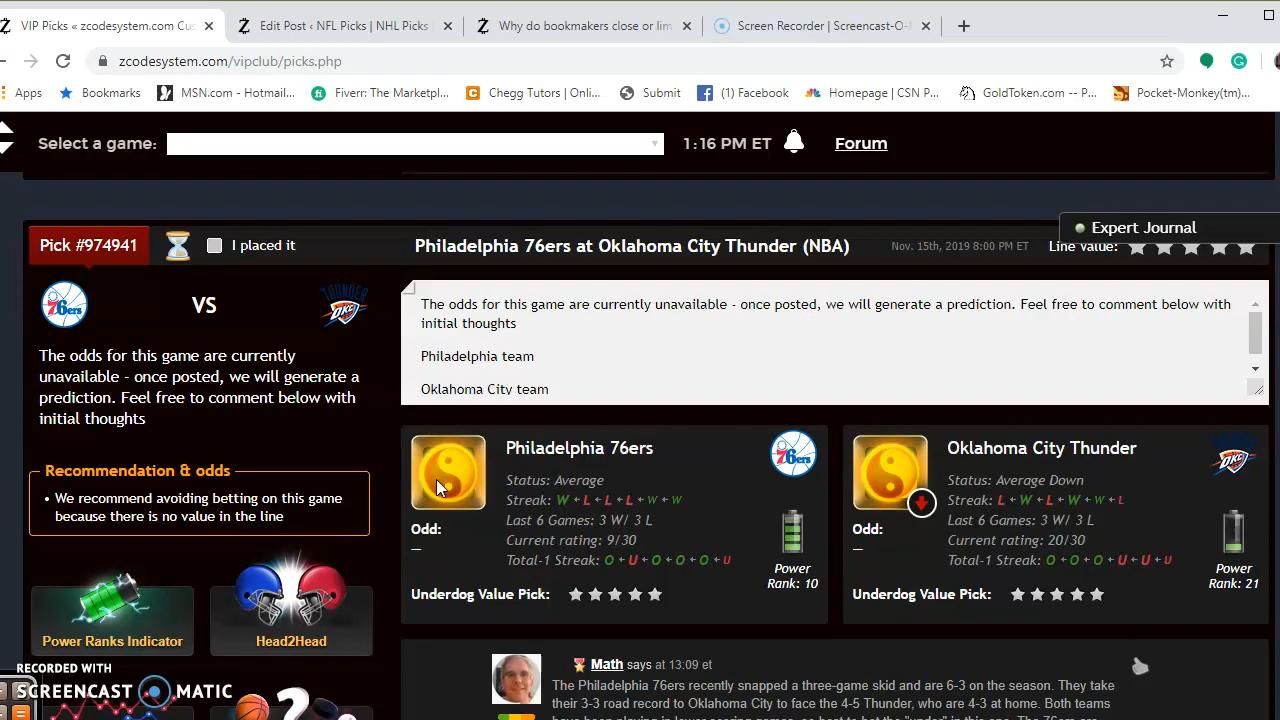 VIP Picks « zcodesystem.com Cus
Edit Post ‹ NFL Picks | NHL Picks
Why do bookmakers close or lim
Screen Recorder | Screencast-O-M
zcodesystem.com/vipclub/picks.php
Apps
Bookmarks
MSN.com - Hotmail...
Fiverr: The Marketpl...
Chegg Tutors | Onli...
Submit
(1) Facebook
Homepage | CSN P...
GoldToken.com -- P...
Pocket-Monkey(tm)...
Select a game:
1:16 PM ET
Forum
Expert Journal
Pick #974941
I placed it
Philadelphia 76ers at Oklahoma City Thunder (NBA)
Nov. 15th, 2019 8:00 PM ET
Line Value:
76ers
VS
THUNDER
OKC
The odds for this game are currently
unavailable - once posted, we will generate a
prediction. Feel free to comment below with
initial thoughts
The odds for this game are currently unavailable - once posted, we will generate a prediction. Feel free to comment below with
initial thoughts
Philadelphia team
Oklahoma City team
Recommendation & odds
• We recommend avoiding betting on this game
because there is no value in the line
Philadelphia 76ers
76ers
Status: Average
Streak: W L L L W W
Last 6 Games: 3 W/ 3 L
Odd:
—
Current rating: 9/30
Total-1 Streak: O U O O O U
Power
Rank: 10
Underdog Value Pick:
Oklahoma City Thunder
OKC
Status: Average Down
Streak: L W L W W L
Last 6 Games: 3 W/ 3 L
Odd:
—
Current rating: 20/30
Total-1 Streak: O O O U U U
Power
Rank: 21
Underdog Value Pick:
Power Ranks Indicator
Head2Head
Math says at 13:09 et
The Philadelphia 76ers recently snapped a three-game skid and are 6-3 on the season. They take
their 3-3 road record to Oklahoma City to face the 4-5 Thunder, who are 4-3 at home. Both teams
RECORDED WITH
SCREENCAST MATIC